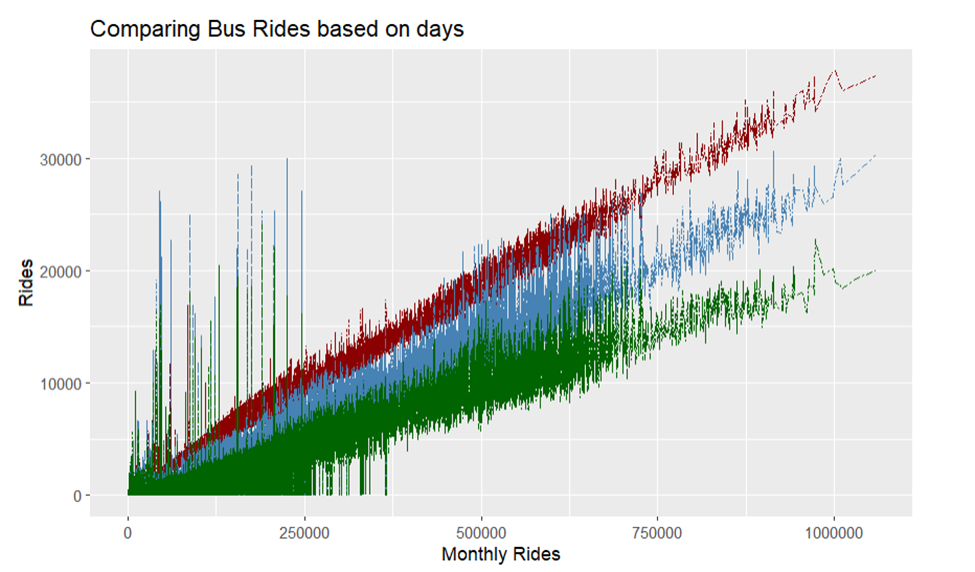 Comparing Bus Rides based on days
30000
20000
10000
0
Rides
0 250000 500000 750000 1000000
Monthly Rides